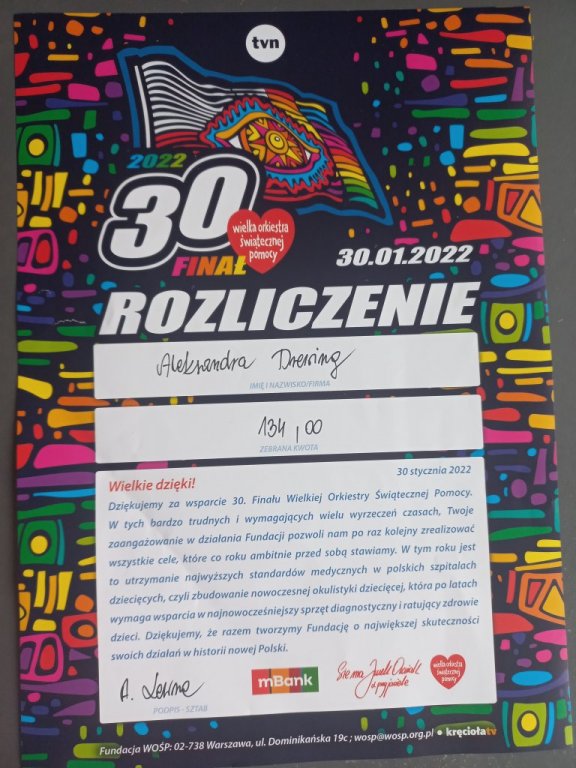 tvn
2022
30
FINAŁ
wielka orkiestra
świątecznej
pomocy
30.01.2022
ROZLICZENIE
Aleksandra
IMIĘ I NAZWISKO/FIRMA
134,00
ZEBRANA KWOTA
30 stycznia 2022
Wielkie dzięki!
Dziękujemy za wsparcie 30. Finału Wielkiej Orkiestry Świątecznej Pomocy.
W tych bardzo trudnych i wymagających wielu wyrzeczeń czasach, Twoje
zaangażowanie w działania Fundacji pozwoli nam po raz kolejny zrealizować
wszystkie cele, które co roku ambitnie przed sobą stawiamy. W tym roku jest
to utrzymanie najwyższych standardów medycznych w polskich szpitalach
dziecięcych, czyli zbudowanie nowoczesnej okulistyki dziecięcej, która po latach
wymaga wsparcia w najnowocześniejszy sprzęt diagnostyczny i ratujący zdrowie
dzieci. Dziękujemy, że razem tworzymy Fundację o największej skuteczności
swoich działań w historii nowej Polski.
A.
PODPIS - SZTAB
mBank
Sie ma Jurek Owsiak
i przyjaciele
wielka orkiestra
świątecznej
pomocy
Fundacja WOŚP: 02-738 Warszawa, ul. Dominikańska 19c ; wosp@wosp.org.pl • kręciołatv